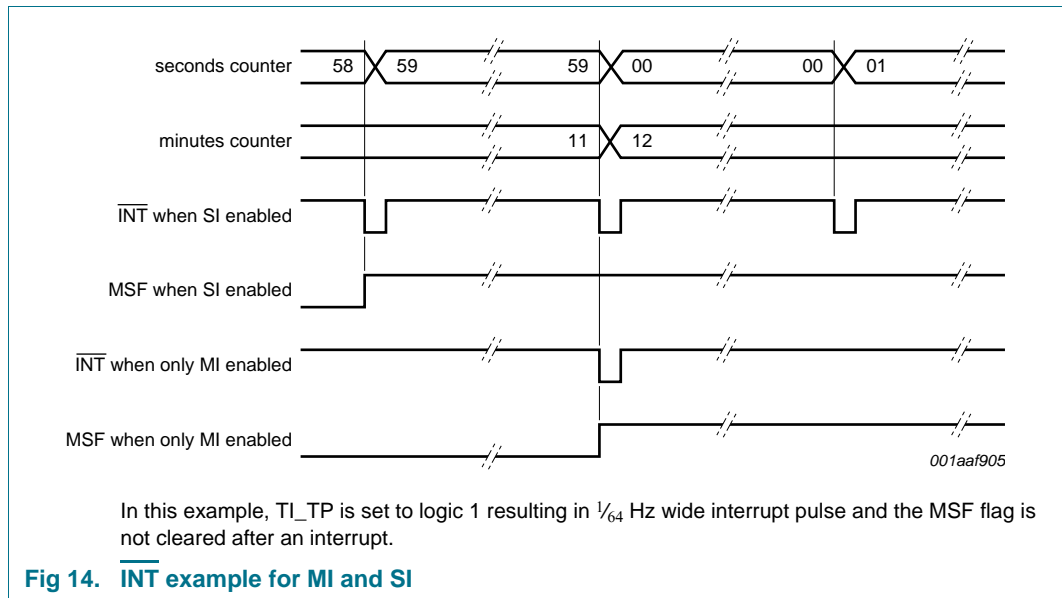 seconds counter 58 59 59 00 00 01
minutes counter 11 12
INT when SI enabled
MSF when SI enabled
INT when only MI enabled
MSF when only MI enabled
001aaf905
In this example, TI_TP is set to logic 1 resulting in 1⁄64 Hz wide interrupt pulse and the MSF flag is
not cleared after an interrupt.
Fig 14. INT example for MI and SI